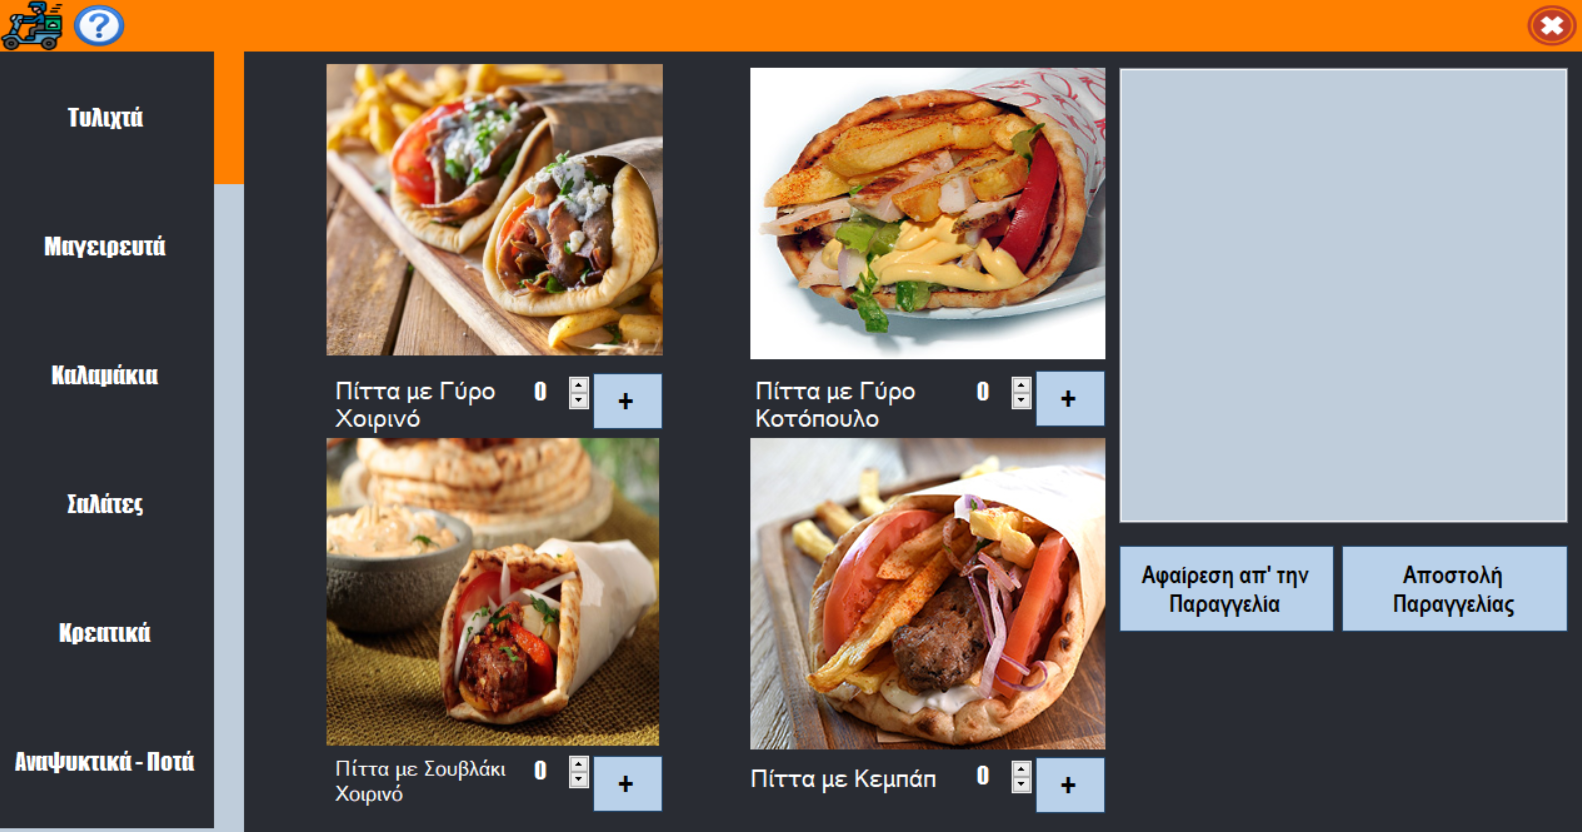 ?
Τυλιχτά
Μαγειρευτά
Καλαμάκια
Σαλάτες
Κρεατικά
Αναψυκτικά - Ποτά
Πίττα με Γύρο
Χοιρινό
0
+
Πίττα με Γύρο
Κοτόπουλο
0
+
Πίττα με Σουβλάκι
Χοιρινό
0
+
Πίττα με Κεμπάπ
0
+
Αφαίρεση απ' την
Παραγγελία
Αποστολή
Παραγγελίας